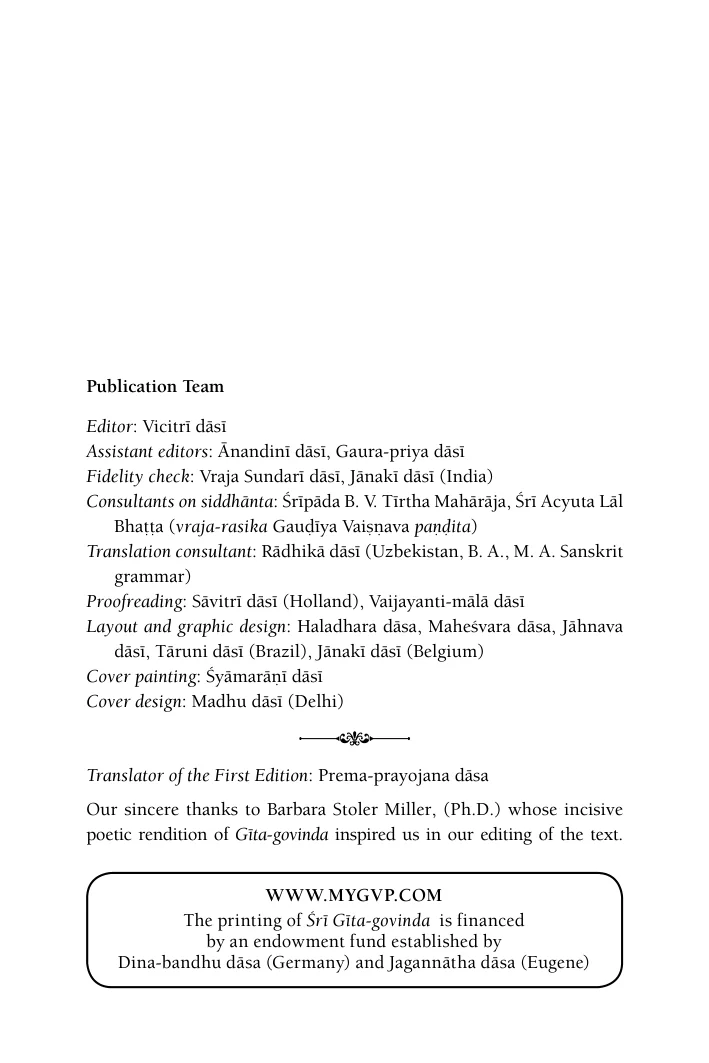 Publication Team
Editor: Vicitrī dāsī
Assistant editors: Ānandinī dāsī, Gaura-priya dāsī
Fidelity check: Vraja Sundarī dāsī, Jānakī dāsī (India)
Consultants on siddhānta: Śrīpāda B. V. Tīrtha Mahārāja, Śrī Acyuta Lāl
Bhaṭṭa (vraja-rasika Gauḍīya Vaiṣṇava paṇḍita)
Translation consultant: Rādhikā dāsī (Uzbekistan, B. A., M. A. Sanskrit
grammar)
Proofreading: Sāvitrī dāsī (Holland), Vaijayanti-mālā dāsī
Layout and graphic design: Haladhara dāsa, Maheśvara dāsa, Jāhnava
dāsī, Tāruni dāsī (Brazil), Jānakī dāsī (Belgium)
Cover painting: Śyāmarāṇī dāsī
Cover design: Madhu dāsī (Delhi)
Translator of the First Edition: Prema-prayojana dāsa
Our sincere thanks to Barbara Stoler Miller, (Ph.D.) whose incisive
poetic rendition of Gīta-govinda inspired us in our editing of the text.
WWW.MYGVP.COM
The printing of Śrī Gīta-govinda is financed
by an endowment fund established by
Dina-bandhu dāsa (Germany) and Jagannātha dāsa (Eugene)